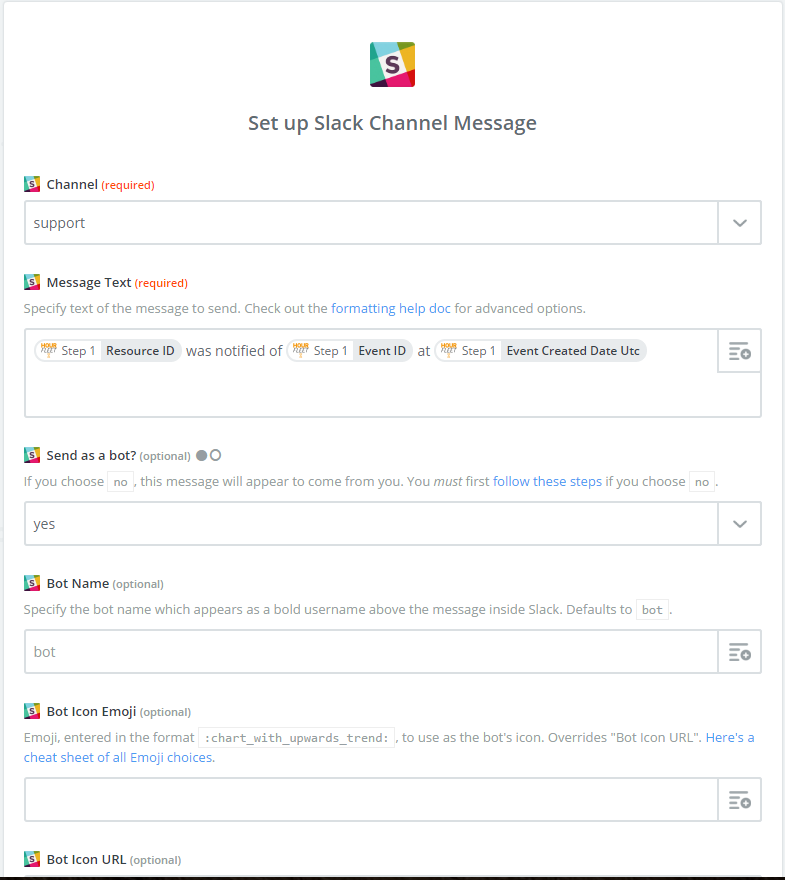 S
Set up Slack Channel Message
S Channel (required)
support
S Message Text (required)
Specify text of the message to send. Check out the formatting help doc for advanced options.
HOUR Step 1 Resource ID was notified of HOUR Step 1 Event ID at HOUR Step 1 Event Created Date Utc
S Send as a bot? (optional)
If you choose no, this message will appear to come from you. You must first follow these steps if you choose no.
yes
S Bot Name (optional)
Specify the bot name which appears as a bold username above the message inside Slack. Defaults to bot.
bot
S Bot Icon Emoji (optional)
Emoji, entered in the format :chart_with_upwards_trend:, to use as the bot's icon. Overrides "Bot Icon URL". Here's a
cheat sheet of all Emoji choices.
S Bot Icon URL (optional)